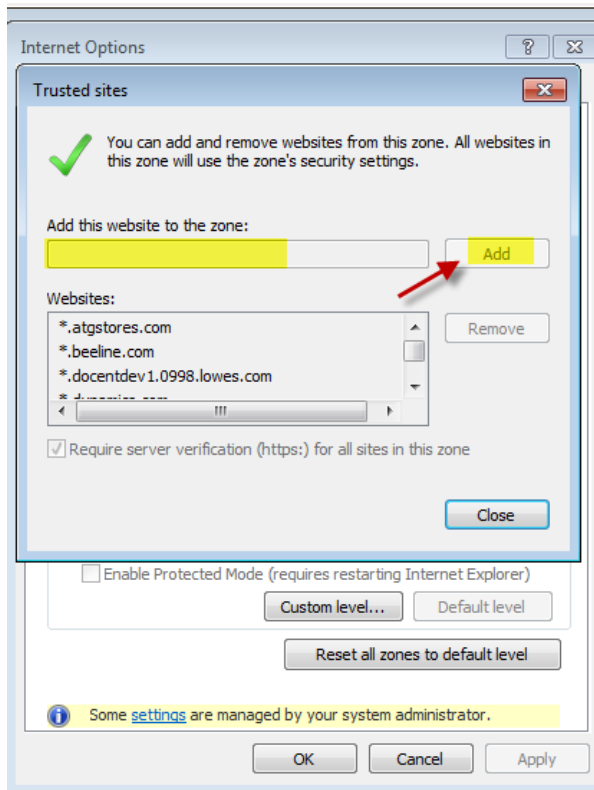 Internet Options
Trusted sites
You can add and remove websites from this zone. All websites in
this zone will use the zone's security settings.
Add this website to the zone:
Add
Websites:
*.atgstores.com
*.beeline.com
*.docentdev1.0998.lowes.com
*.dynamics.com
Remove
Require server verification (https:) for all sites in this zone
Close
Enable Protected Mode (requires restarting Internet Explorer)
Custom level...
Default level
Reset all zones to default level
Some settings are managed by your system administrator.
OK
Cancel
Apply